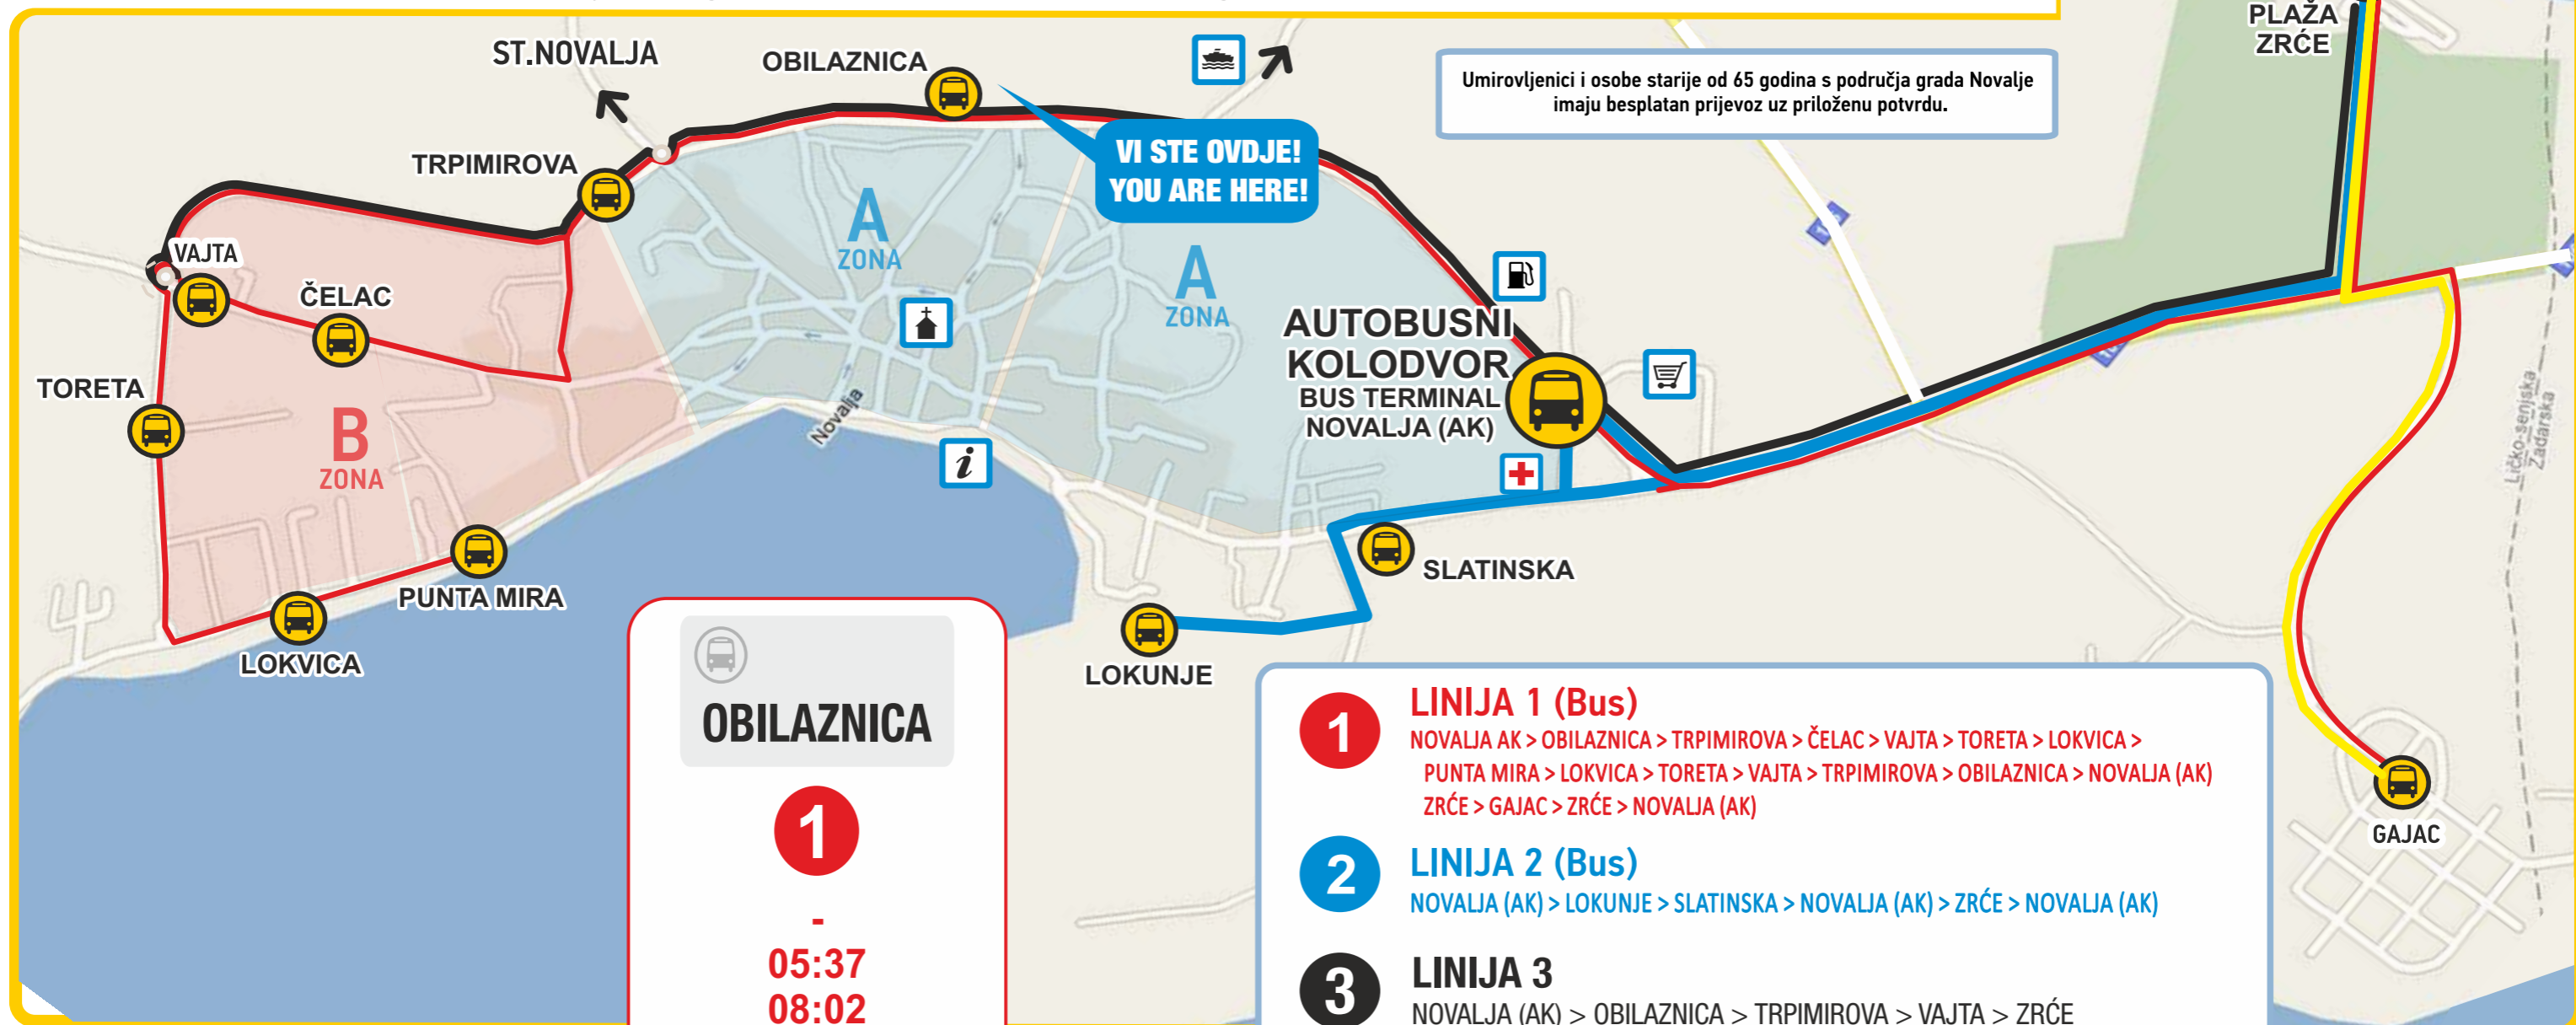 PLAŽA
ZRĆE
ST.NOVALJA
OBILAZNICA
Umirovljenici i osobe starije od 65 godina s područja grada Novalje
imaju besplatan prijevoz uz priloženu potvrdu.
TRPIMIROVA
VI STE OVDJE!
YOU ARE HERE!
A
ZONA
A
ZONA
VAJTA
ČELAC
TORETA
B
ZONA
Novalja
AUTOBUSNI
KOLODVOR
BUS TERMINAL
NOVALJA (AK)
i
Ličko-senjska
Zadarska
SLATINSKA
PUNTA MIRA
LOKVICA
LOKUNJE
GAJAC
OBILAZNICA
1
-
05:37
08:02
1
LINIJA 1 (Bus)
NOVALJA AK > OBILAZNICA > TRPIMIROVA > ČELAC > VAJTA > TORETA > LOKVICA >
PUNTA MIRA > LOKVICA > TORETA > VAJTA > TRPIMIROVA > OBILAZNICA > NOVALJA (AK)
ZRĆE > GAJAC > ZRĆE > NOVALJA (AK)
2
LINIJA 2 (Bus)
NOVALJA (AK) > LOKUNJE > SLATINSKA > NOVALJA (AK) > ZRĆE > NOVALJA (AK)
3
LINIJA 3
NOVALJA (AK) > OBILAZNICA > TRPIMIROVA > VAJTA > ZRĆE